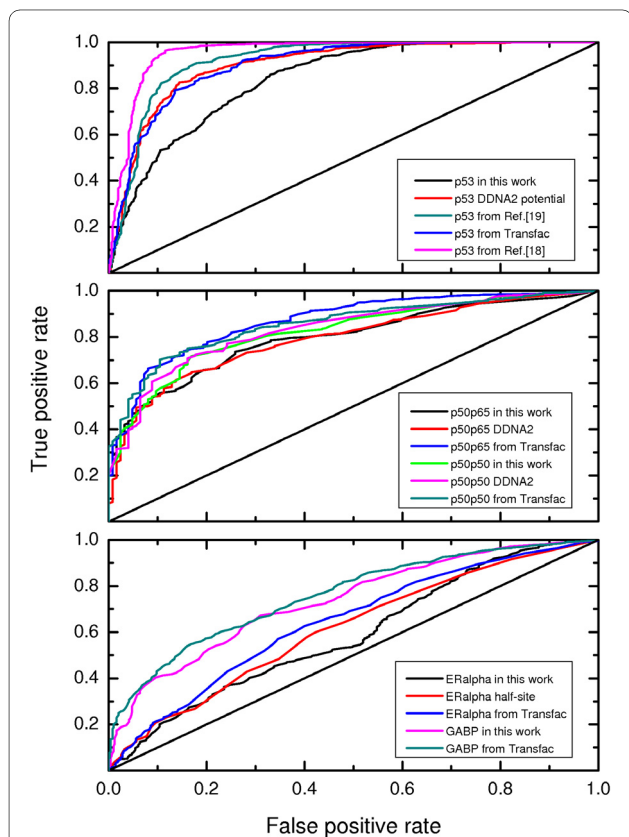 1.0
0.8
0.6
0.4
0.2
p53 in this work
p53 DDNA2 potential
p53 from Ref.[19]
p53 from Transfac
p53 from Ref.[18]
True positive rate
1.0
0.8
0.6
0.4
0.2
p50p65 in this work
p50p65 DDNA2
p50p65 from Transfac
p50p50 in this work
p50p50 DDNA2
p50p50 from Transfac
1.0
0.8
0.6
0.4
0.2
ERalpha in this work
ERalpha half-site
ERalpha from Transfac
GABP in this work
GABP from Transfac
0.0 0.2 0.4 0.6 0.8 1.0
False positive rate